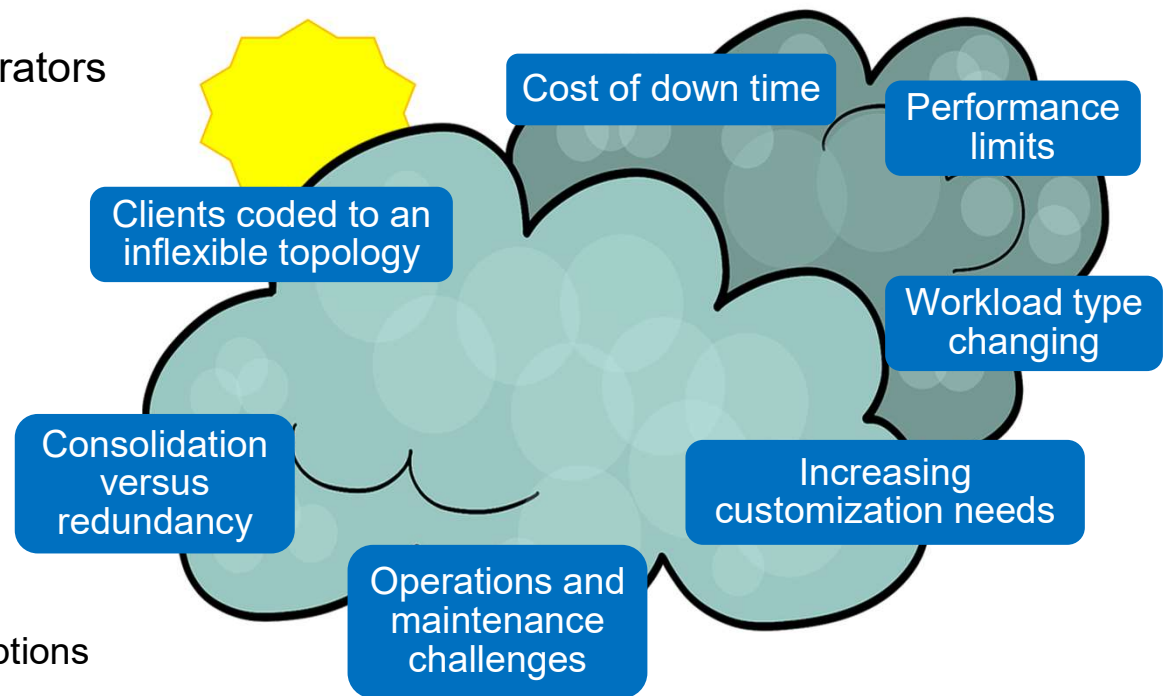 rators
Cost of down time
Performance
limits
Clients coded to an
inflexible topology
Workload type
changing
Consolidation
versus
redundancy
Increasing
customization needs
Operations and
maintenance
challenges
otions